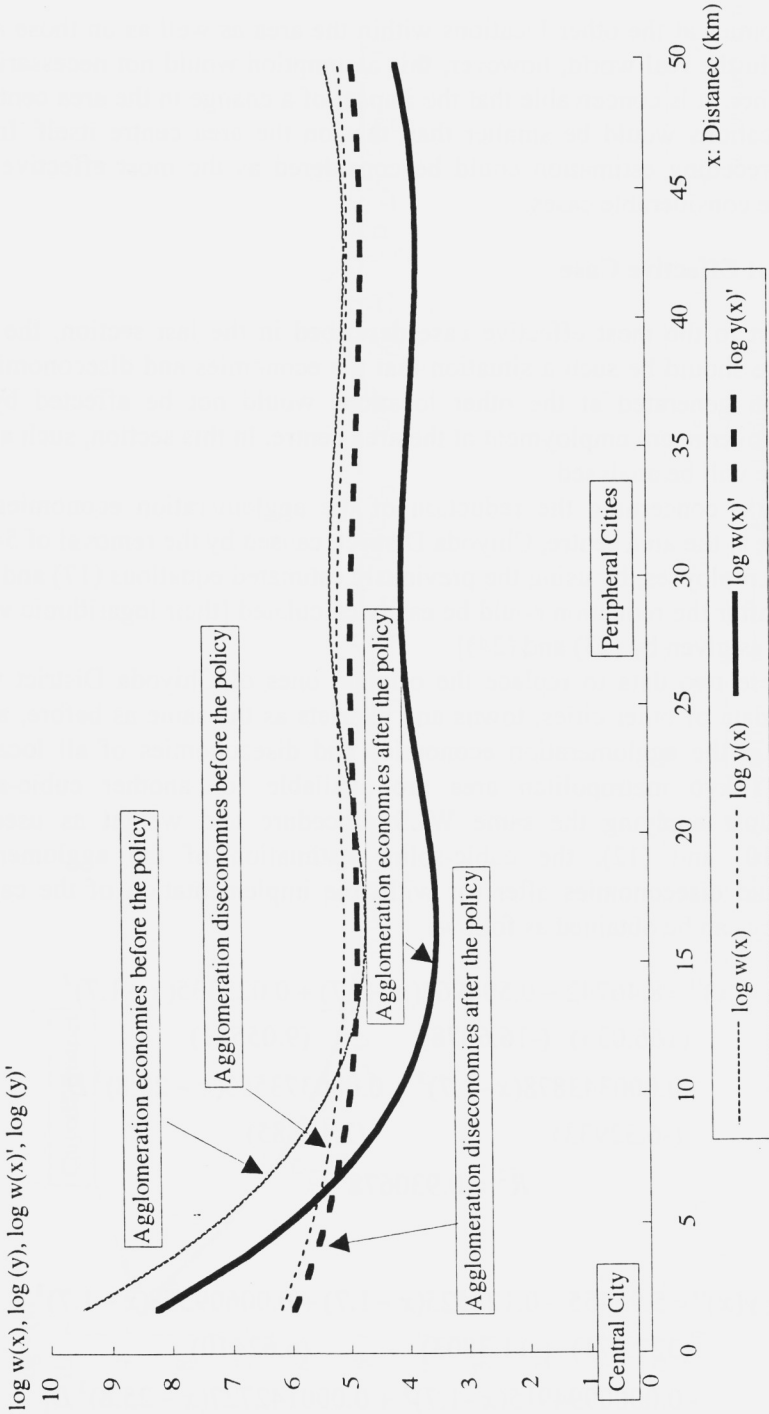 log w(x), log (y), log w(x)', log (y)'
10
9
8
7
6
5
4
3
2
1
0
Agglomeration economies before the policy
Agglomeration diseconomies before the policy
Agglomeration economies after the policy
Agglomeration diseconomies after the policy
Central City
Peripheral Cities
0
5
10
15
20
25
30
35
40
45
50
x: Distanec (km)
log w(x)
log y(x)
log w(x)'
log y(x)'